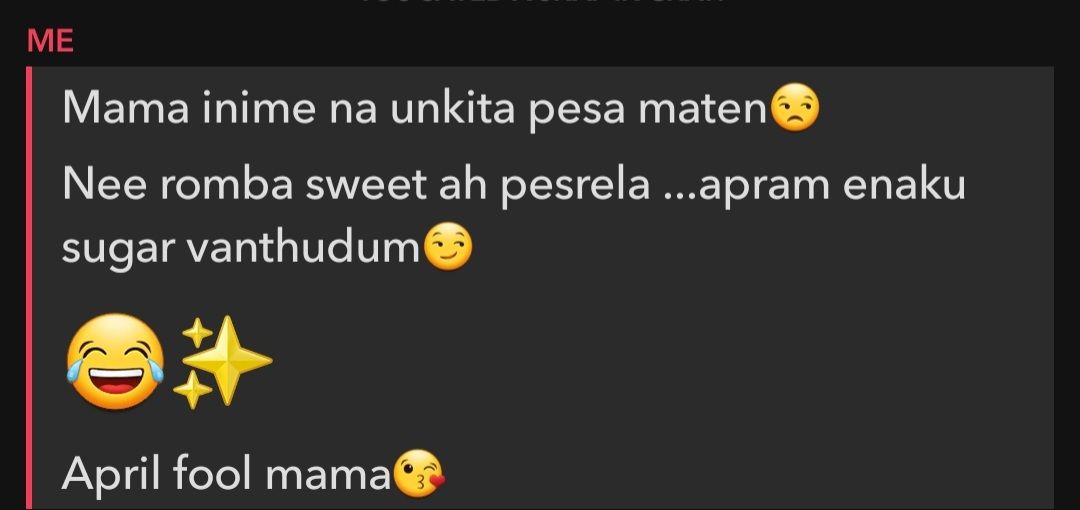 ME
Mama inime na unkita pesa maten😒
Nee romba sweet ah pesrela ...apram enaku
sugar vanthudum😏
😂✨
April fool mama😘